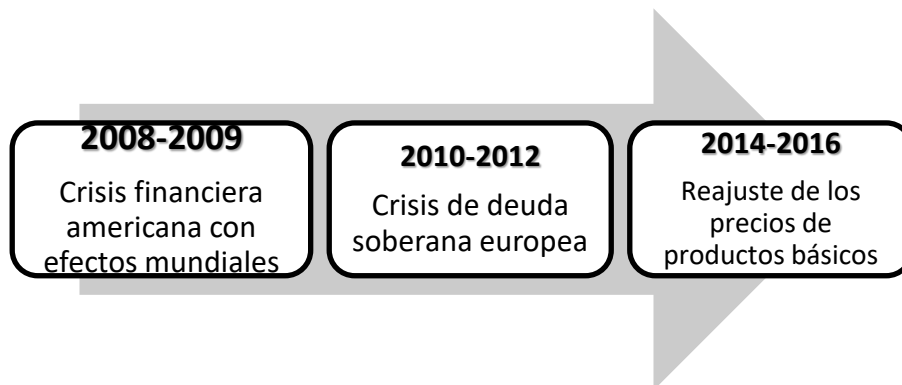 2008-2009
Crisis financiera
americana con
efectos mundiales
2010-2012
Crisis de deuda
soberana europea
2014-2016
Reajuste de los
precios de
productos básicos